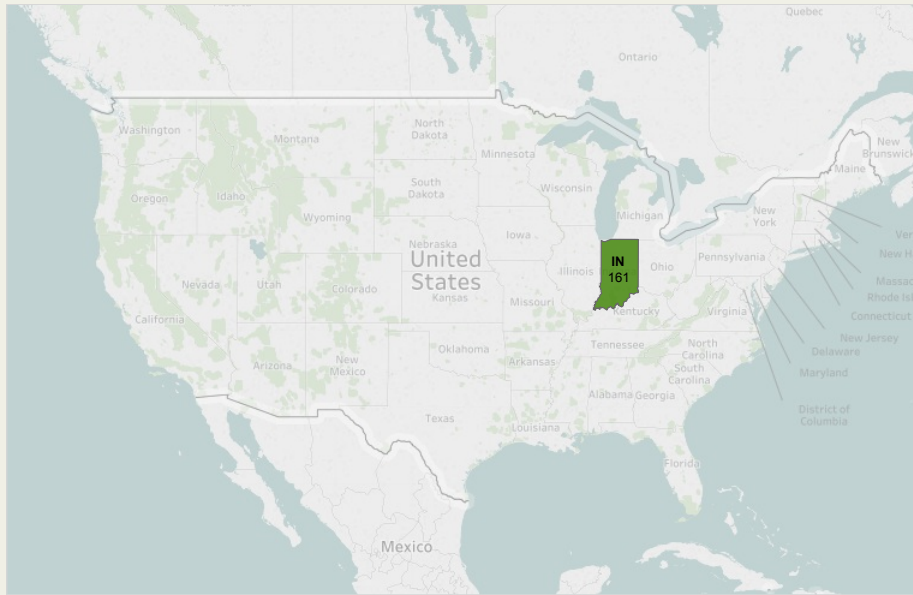 Quebec
Ontario
Washington
Montana
North
Dakota
Minnesota
New
Brunswick
Maine
Oregon
Idaho
South
Dakota
Wisconsin
Michigan
New
York
Wyoming
Iowa
Nebraska
United
States
IN
161
Illinois
Ohio
Pennsylvania
Nevada
Utah
Colorado
Kansas
Missouri
Kentucky
Virginia
California
Ver
New H
Massac
Rhode Isl
Connecticut
New Jersey
Delaware
Maryland
District of
Columbia
Oklahoma
Arkansas
Tennessee
North
Carolina
South
Carolina
Arizona
New
Mexico
Alabama
Georgia
Texas
Louisiana
Florida
Mexico